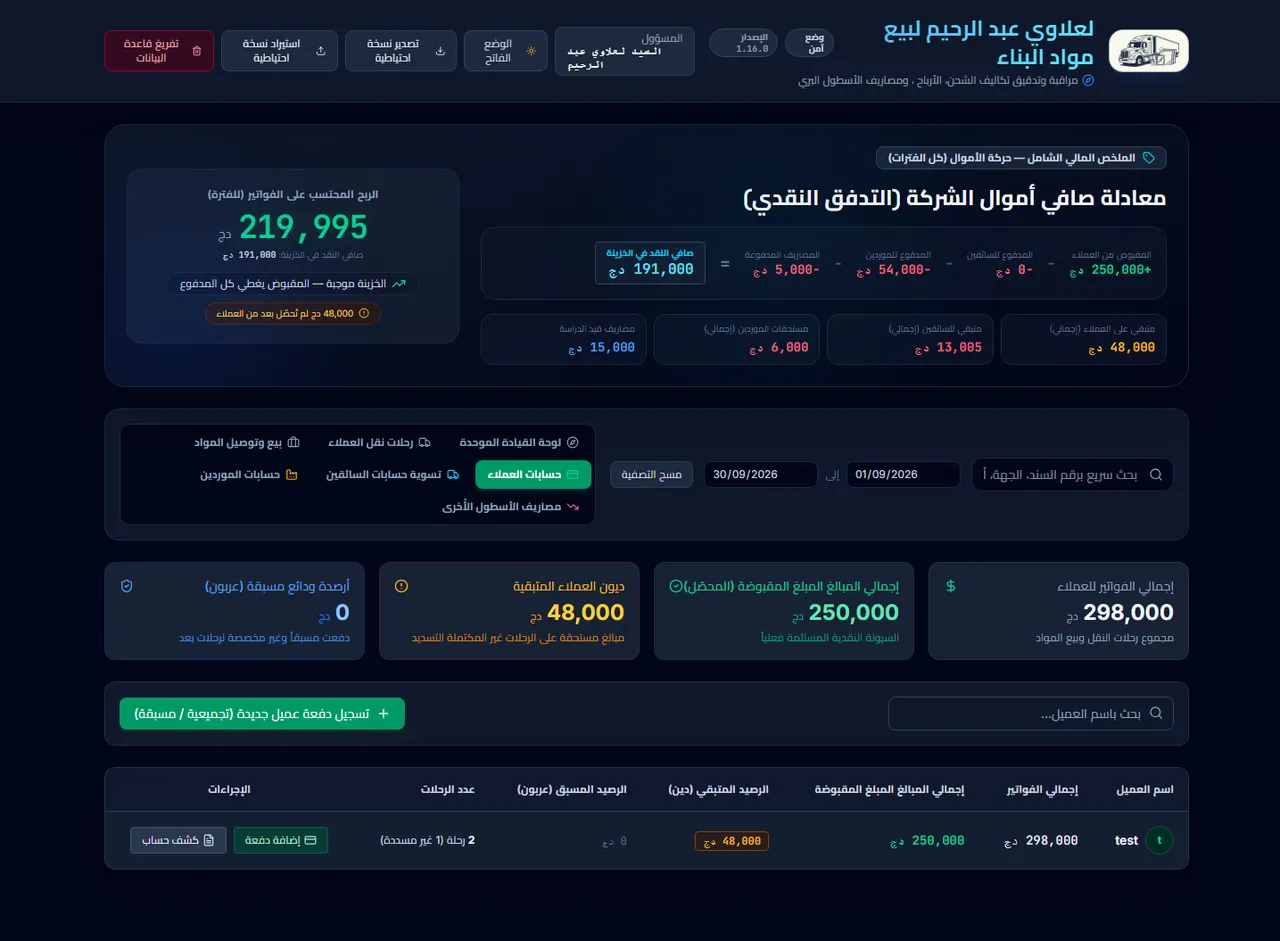 لعلاوي عبد الرحيم لبيع
مواد البناء
مراقبة وتدقيق تكاليف الشحن، الأرباح ، ومصاريف الأسطول البري
وضع
آمن
الإصدار
1.16.0
المسؤول
السيد لعلاوي عبد
الرحيم
الوضع
الفاتح
تصدير نسخة
احتياطية
استيراد نسخة
احتياطية
تفريغ قاعدة
البيانات
الملخص المالي الشامل — حركة الأموال (كل الفترات)
معادلة صافي أموال الشركة (التدفق النقدي)
المقبوض من العملاء
+250,000 دج
-
المدفوع للسائقين
-0 دج
-
المدفوع للموردين
-54,000 دج
-
المصاريف المدفوعة
-5,000 دج
=
صافي النقد في الخزينة
191,000 دج
متبقي على العملاء (إجمالي)
48,000 دج
متبقي للسائقين (إجمالي)
13,005 دج
مستحقات الموردين (إجمالي)
6,000 دج
مصاريف قيد الدراسة
15,000 دج
الربح المحتسب على الفواتير (للفترة)
219,995 دج
صافي النقد في الخزينة: 191,000 دج
الخزينة موجبة — المقبوض يغطي كل المدفوع
48,000 دج لم تُحصّل بعد من العملاء
بحث سريع برقم السند، الجهة، أ
01/09/2026
إلى
30/09/2026
مسح التصفية
لوحة القيادة الموحدة
رحلات نقل العملاء
بيع وتوصيل المواد
حسابات العملاء
تسوية حسابات السائقين
حسابات الموردين
مصاريف الأسطول الأخرى
إجمالي الفواتير للعملاء
298,000 دج
مجموع رحلات النقل وبيع المواد
إجمالي المبالغ المبلغ المقبوضة (المحصّل)
250,000 دج
السيولة النقدية المستلمة فعلياً
ديون العملاء المتبقية
48,000 دج
مبالغ مستحقة على الرحلات غير المكتملة التسديد
أرصدة ودائع مسبقة (عربون)
0 دج
دفعت مسبقاً وغير مخصصة لرحلات بعد
بحث باسم العميل...
+ تسجيل دفعة عميل جديدة (تجميعية / مسبقة)
اسم العميل
إجمالي الفواتير
إجمالي المبالغ المبلغ المقبوضة
الرصيد المتبقي (دين)
الرصيد المسبق (عربون)
عدد الرحلات
الإجراءات
t
test
298,000 دج
250,000 دج
48,000 دج
0 دج
2 رحلة (1 غير مسددة)
إضافة دفعة
كشف حساب